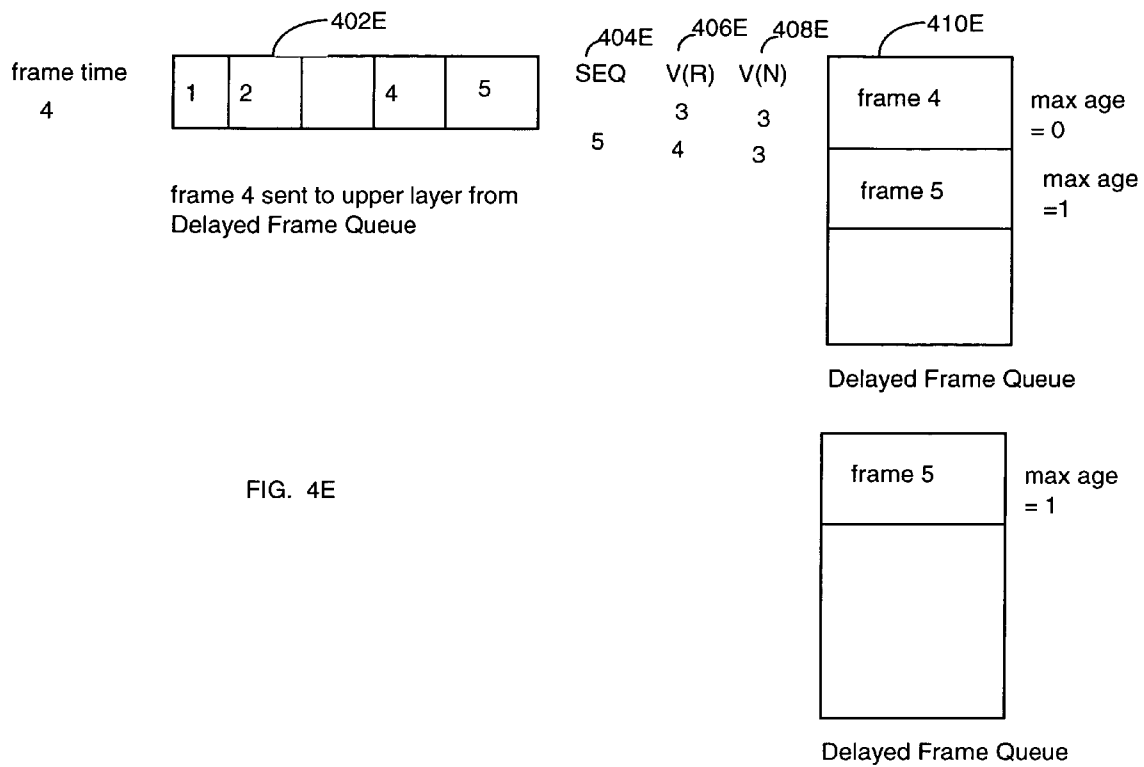 402E
404E
406E
408E
410E
frame time
4
1 2 4 5
SEQ V(R) V(N)
3 3
5 4 3
frame 4
max age
= 0
frame 5
max age
=1
frame 4 sent to upper layer from
Delayed Frame Queue
Delayed Frame Queue
FIG. 4E
frame 5
max age
= 1
Delayed Frame Queue